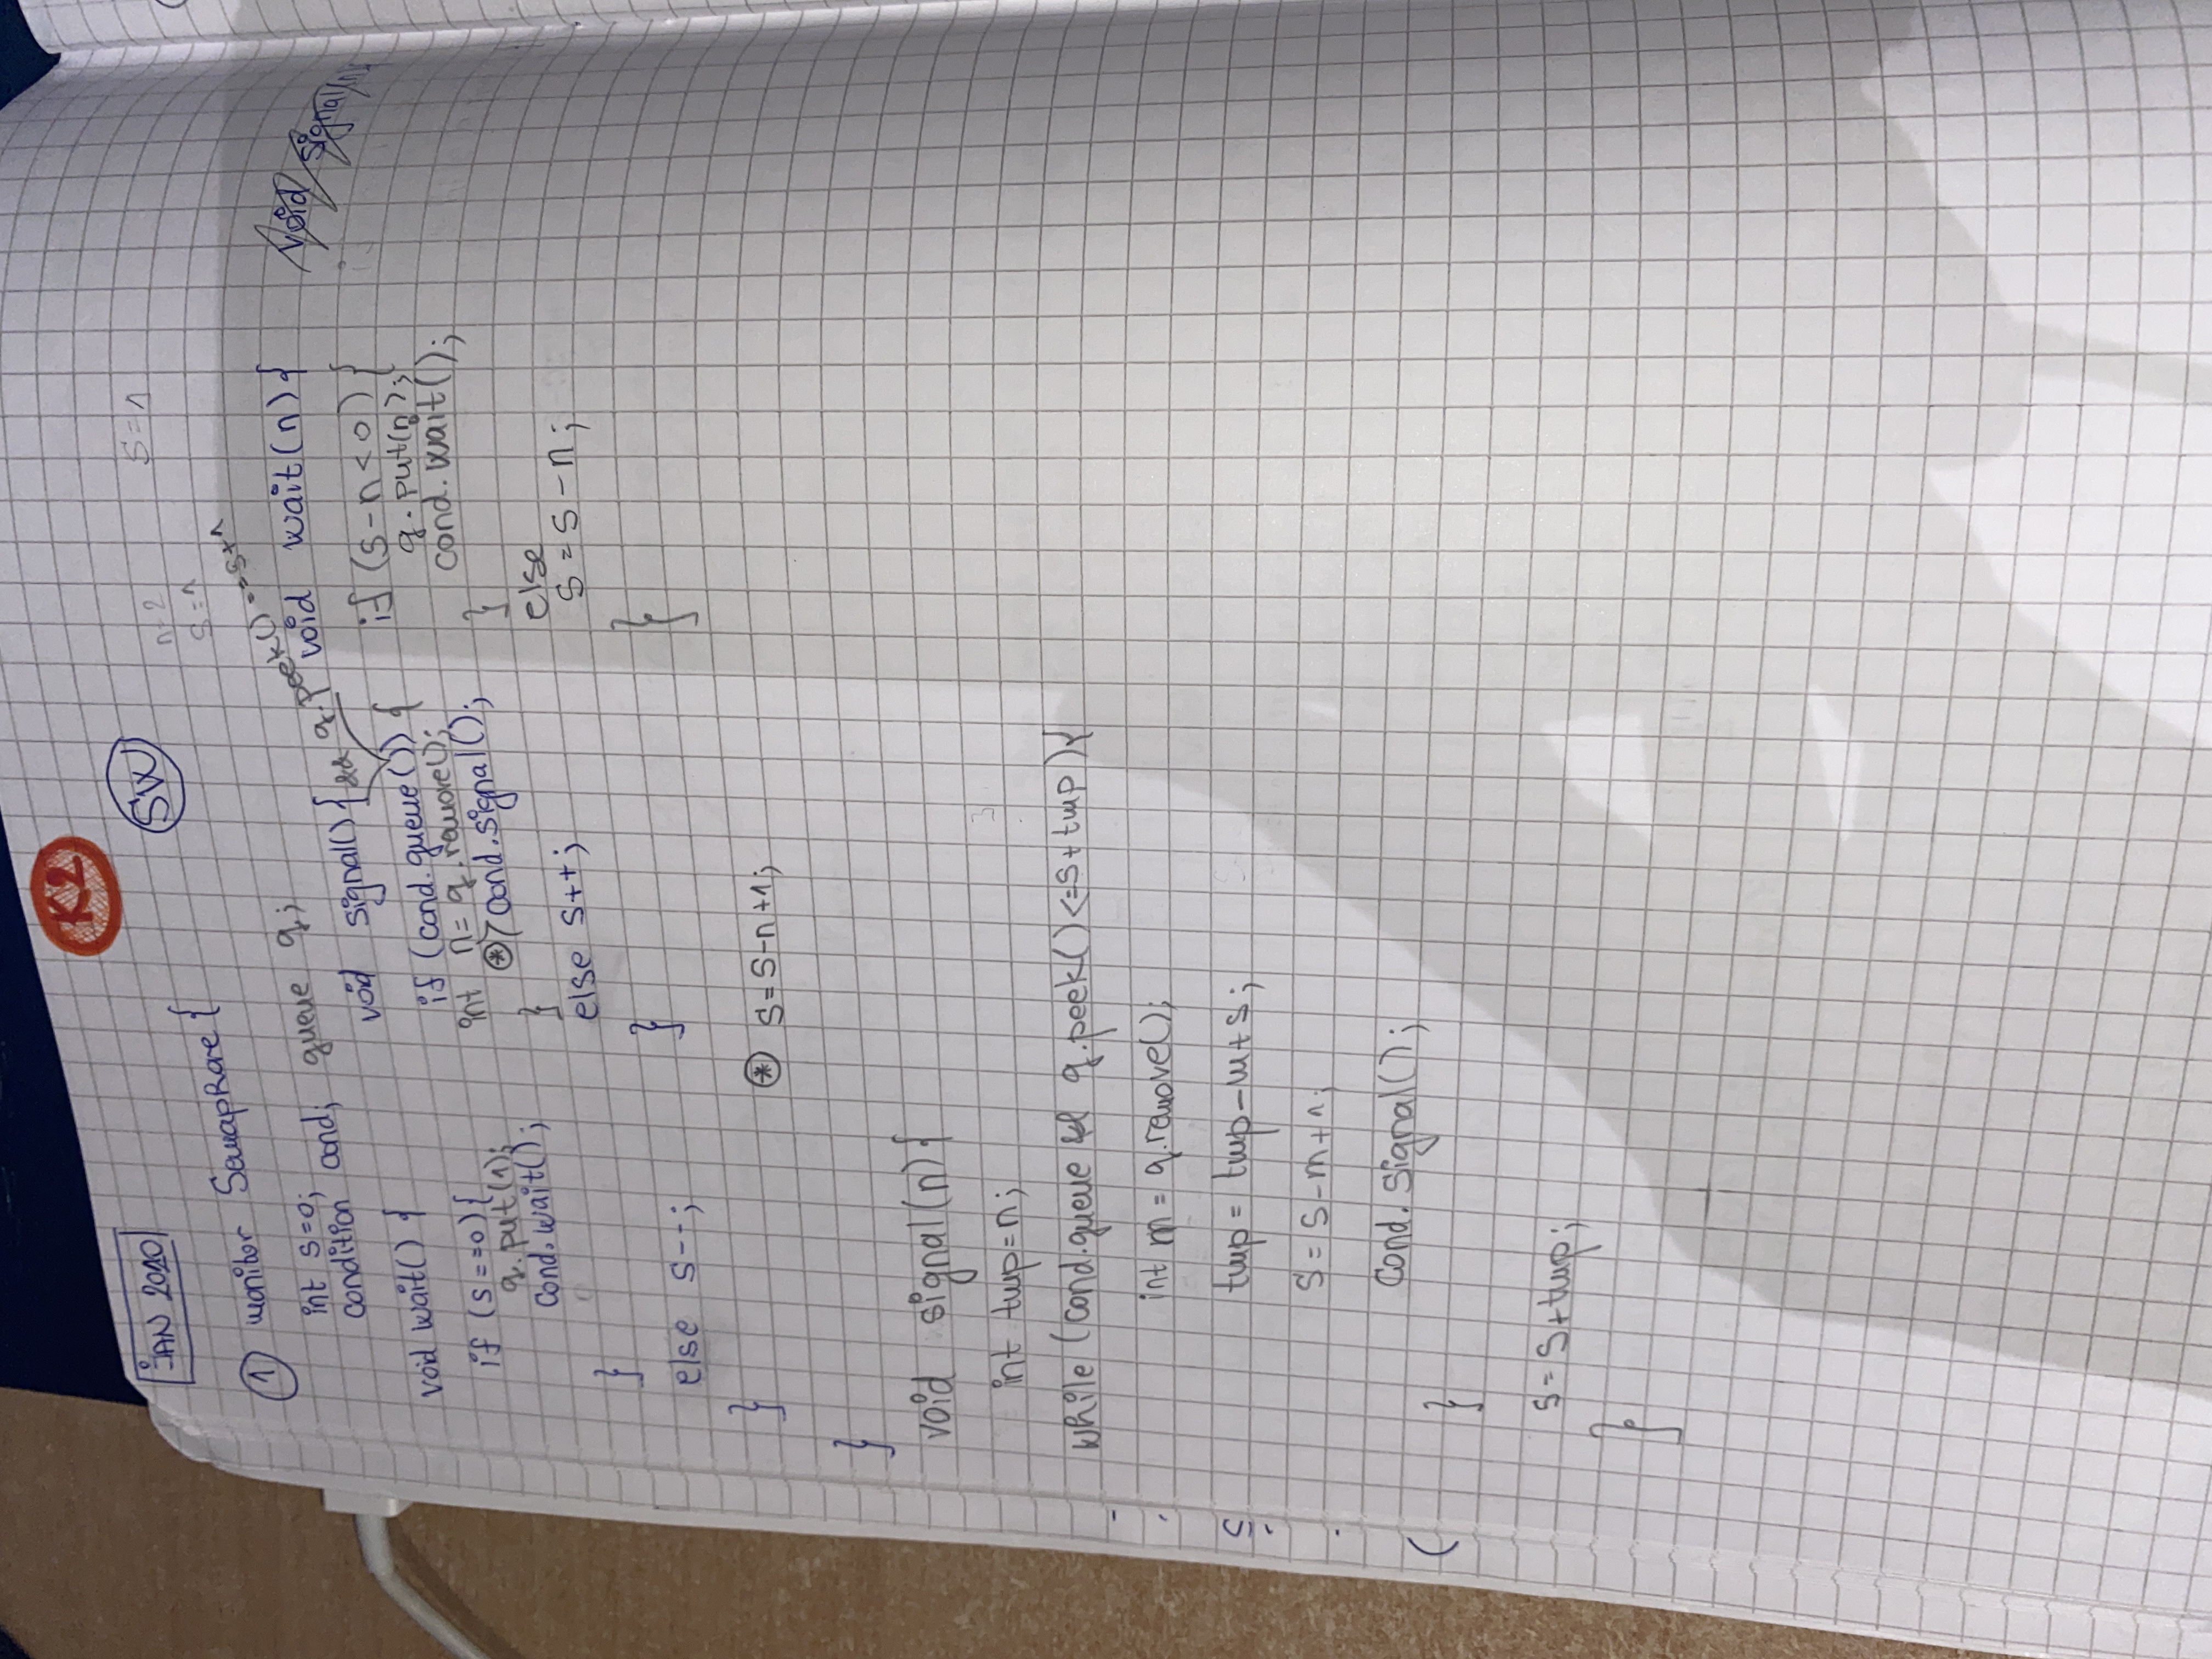 K2
JAN 2020
SW
n=2
s=1
S=1
1 monitor Semaphore {
int s=0;
condition cond; queue q;
void wait() {
if (s==0){
q.put(1);
cond.wait();
}
else s--;
}
}
void signal() {
&& q.peek()==s+1
if (cond.queue()) {
int n= q.remove();
* cond.signal();
}
else s++;
}
* s=s-n+1;
void wait(n) {
if (s-n<0) {
q.put(n);
cond.wait();
}
else
s=s-n;
}
void signal(n)
void signal(n) {
int tmp=n;
while (cond.queue && q.peek()<=s+tmp){
int m = q.remove();
tmp = tmp-m+s;
s=s-m+1;
cond.signal();
}
s=s+tmp;
}